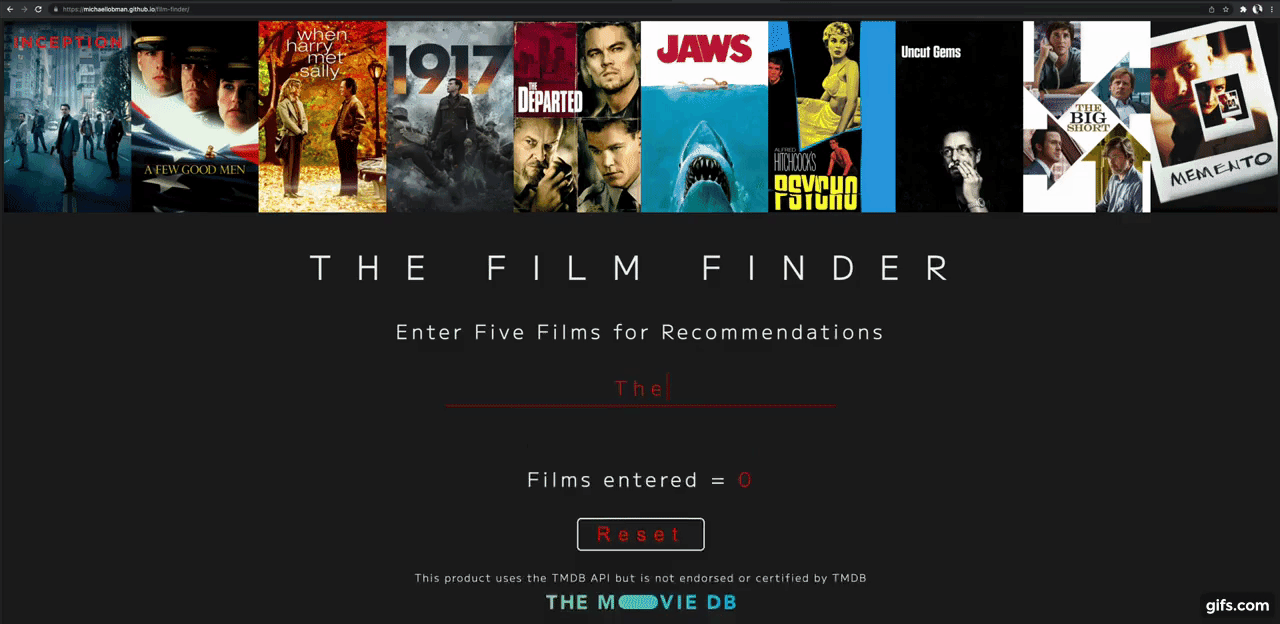 https://michaellobman.github.io/film-finder/
INCEPTION
A FEW GOOD MEN
when
harry
met
sally
1917
THE
DEPARTED
JAWS
ALFRED
HITCHCOCK'S
PSYCHO
Uncut Gems
THE
BIG
SHORT
MEMENTO
THE FILM FINDER
Enter Five Films for Recommendations
The
Films entered = 0
Reset
This product uses the TMDB API but is not endorsed or certified by TMDB
THE M VIE DB
gifs.com